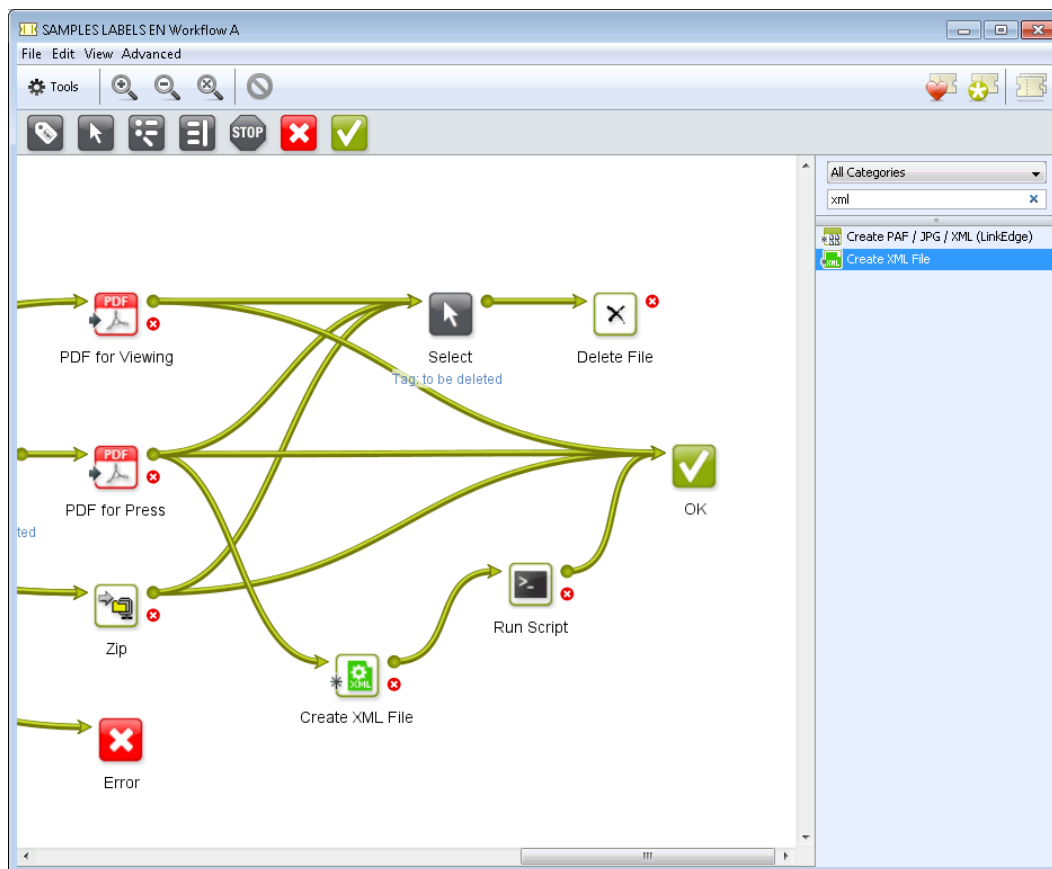 SAMPLES LABELS EN Workflow A
File Edit View Advanced
Tools
STOP
All Categories
xml
Create PAF / JPG / XML (LinkEdge)
XML Create XML File
PDF
PDF for Viewing
Select
Tag: to be deleted
Delete File
PDF
PDF for Press
ted
OK
Zip
Run Script
XML
Create XML File
Error